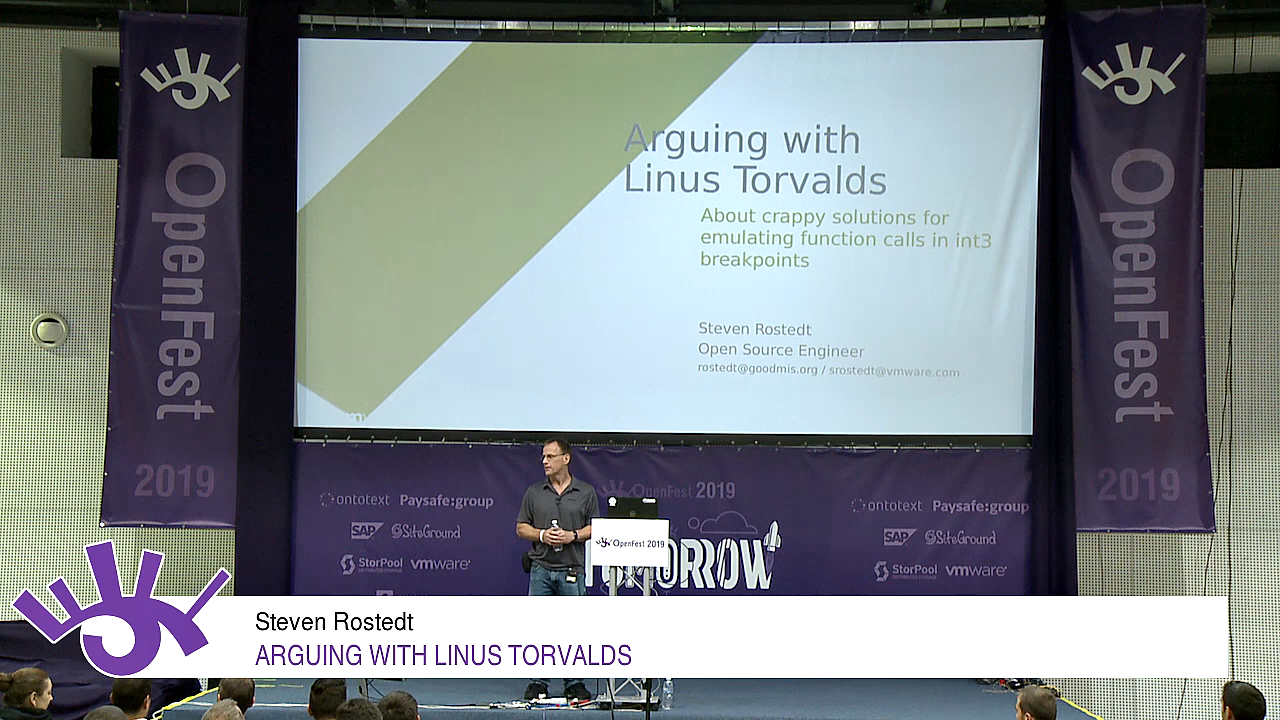 OpenFest
2019
Arguing with
Linus Torvalds
About crappy solutions for
emulating function calls in int3
breakpoints
Steven Rostedt
Open Source Engineer
rostedt@goodmis.org / srostedt@vmware.com
OpenFest
2019
OpenFest 2019
ontotext Paysafe:group
SAP SiteGround
StorPool vmware
OpenFest 2019
ontotext Paysafe:group
SAP SiteGround
StorPool vmware
Steven Rostedt
ARGUING WITH LINUS TORVALDS